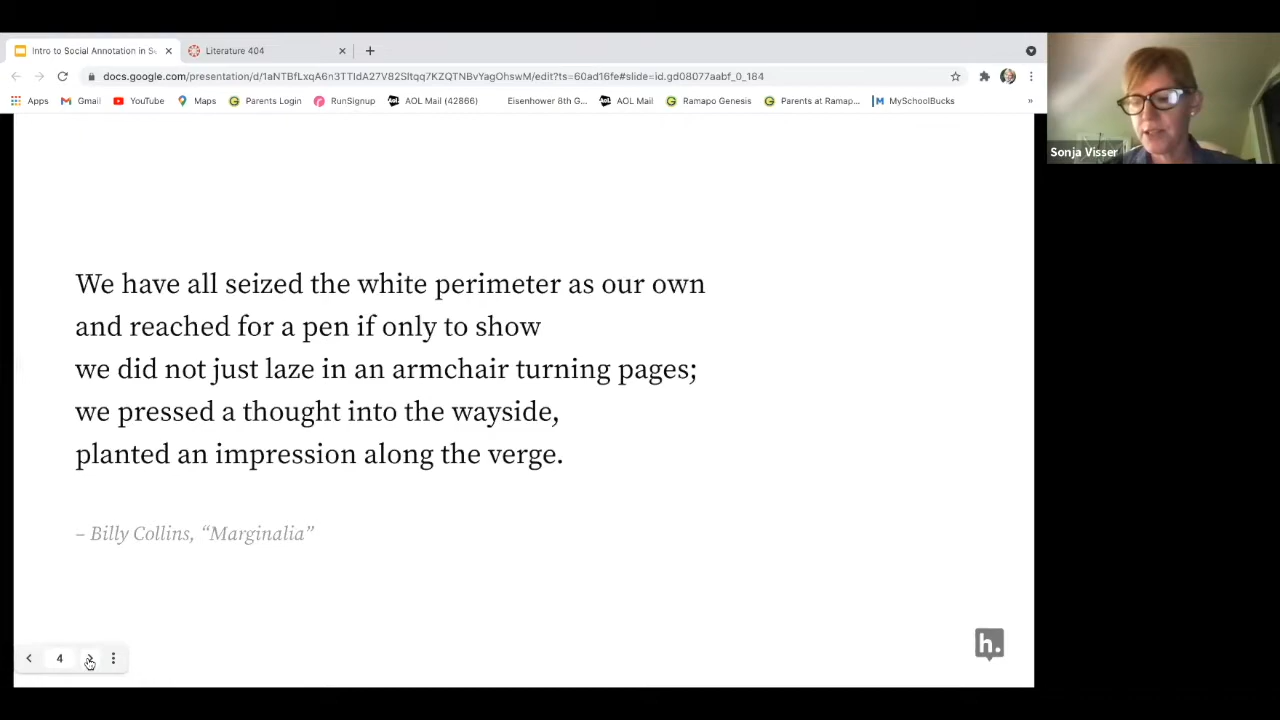 Intro to Social Annotation in Su
Literature 404
docs.google.com/presentation/d/1aNTBfLxqA6n3TTIdA27V82Sltqq7KZQTNBvYagOhswM/edit?ts=60ad16fe#slide=id.gd08077aabf_0_184
Apps Gmail YouTube Maps Parents Login RunSignup AOL Mail (42866) Eisenhower 8th G... AOL Mail Ramapo Genesis Parents at Ramap... MySchoolBucks »
Sonja Visser
We have all seized the white perimeter as our own
and reached for a pen if only to show
we did not just laze in an armchair turning pages;
we pressed a thought into the wayside,
planted an impression along the verge.
– Billy Collins, “Marginalia”
h.
4